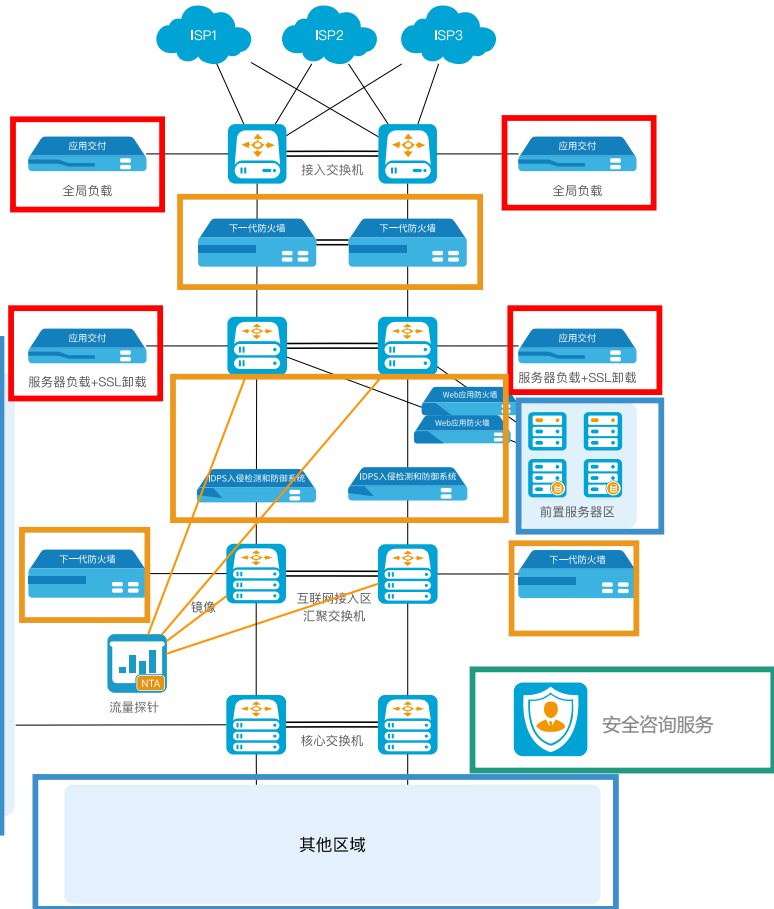 ISP1
ISP2
ISP3
应用交付
全局负载
接入交换机
应用交付
全局负载
下一代防火墙
下一代防火墙
应用交付
服务器负载+SSL卸载
应用交付
服务器负载+SSL卸载
Web应用防火墙
Web应用防火墙
IDPS入侵检测和防御系统
IDPS入侵检测和防御系统
前置服务器区
下一代防火墙
下一代防火墙
镜像
互联网接入区
汇聚交换机
NTA
流量探针
核心交换机
安全咨询服务
其他区域